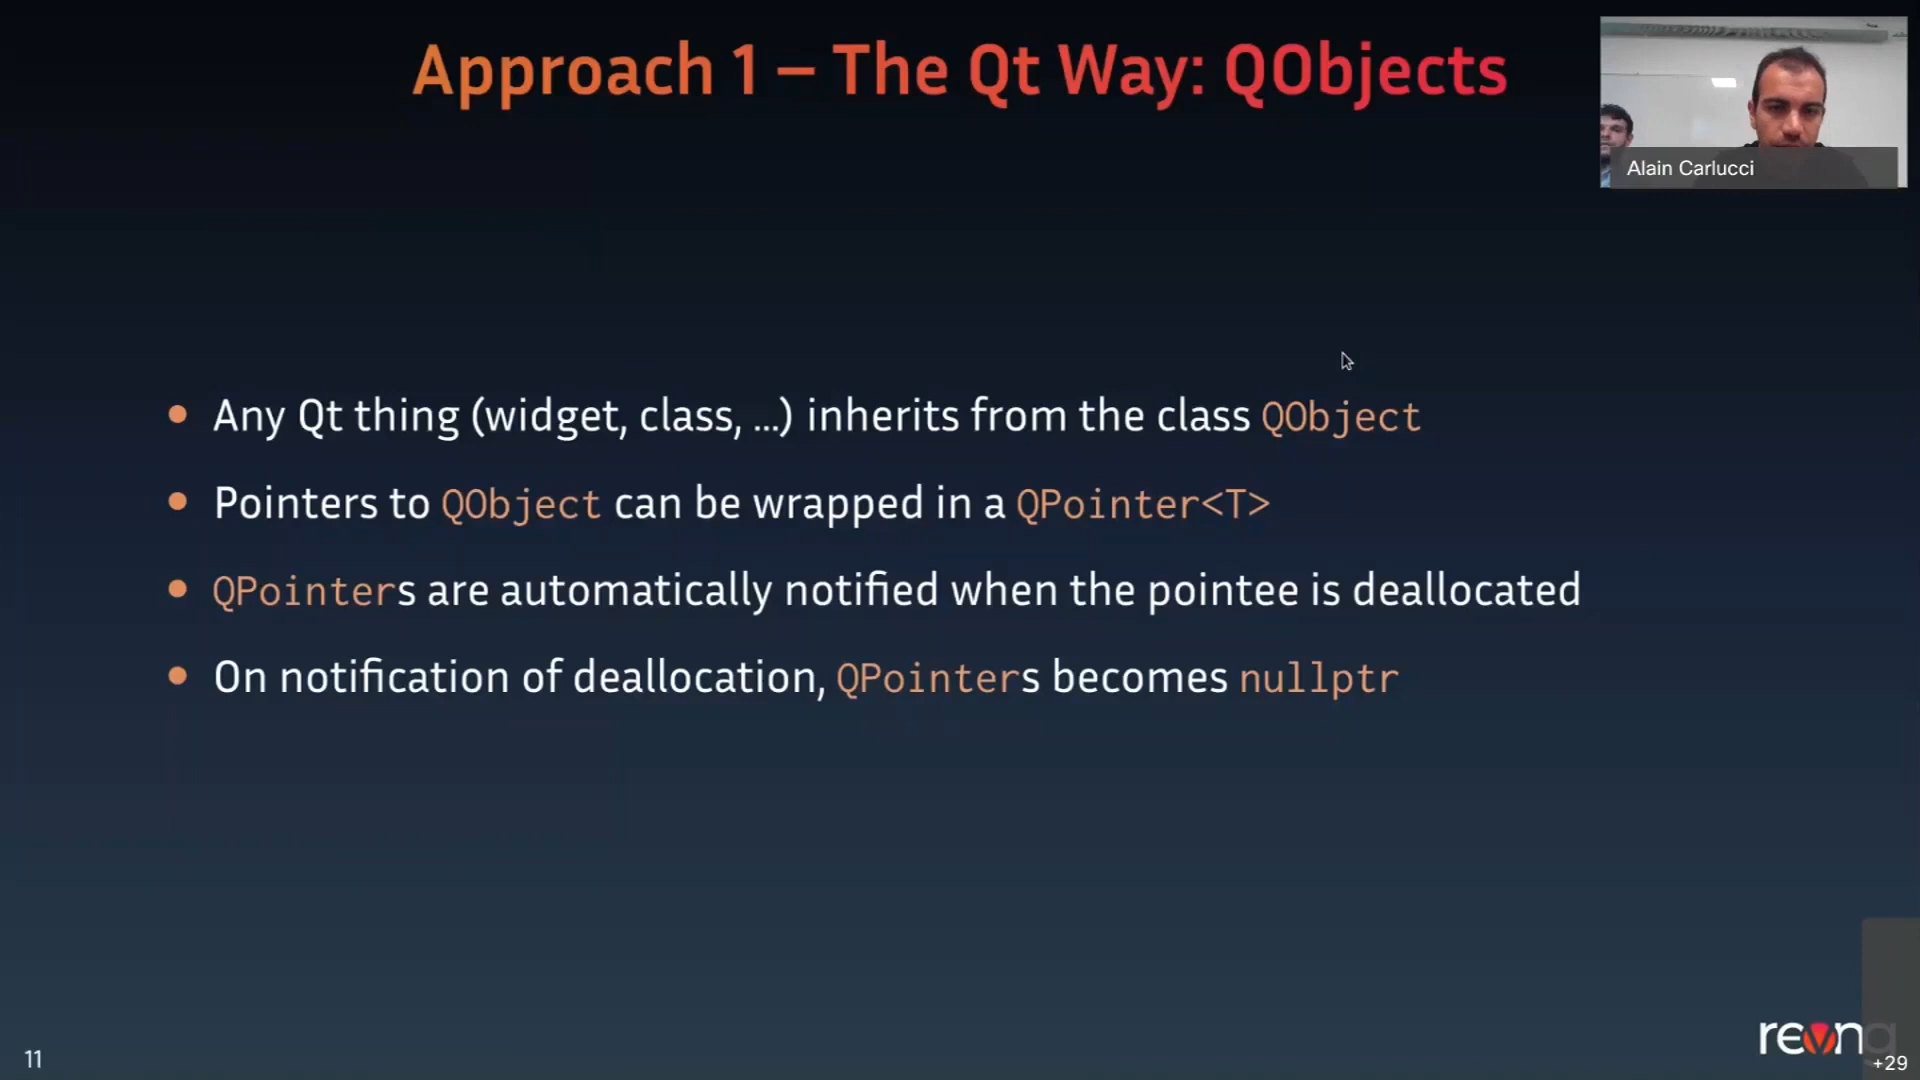 Approach 1 – The Qt Way: QObjects
Alain Carlucci
Any Qt thing (widget, class, ...) inherits from the class QObject
Pointers to QObject can be wrapped in a QPointer<T>
QPointers are automatically notified when the pointee is deallocated
On notification of deallocation, QPointers becomes nullptr
11
revng
+29